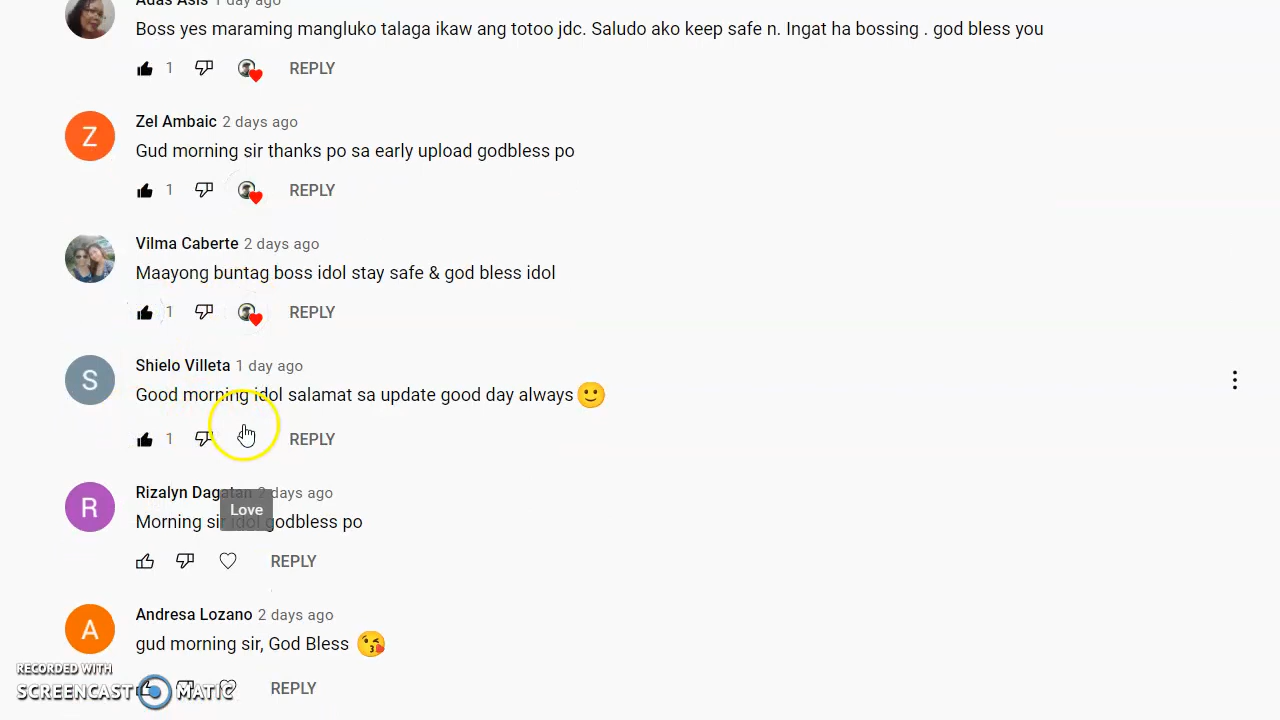 Adas Asis 1 day ago
Boss yes maraming mangluko talaga ikaw ang totoo jdc. Saludo ako keep safe n. Ingat ha bossing . god bless you
1 REPLY
Z
Zel Ambaic 2 days ago
Gud morning sir thanks po sa early upload godbless po
1 REPLY
Vilma Caberte 2 days ago
Maayong buntag boss idol stay safe & god bless idol
1 REPLY
S
Shielo Villeta 1 day ago
Good morning idol salamat sa update good day always🙂
1 REPLY
R
Rizalyn Dagatan 2 days ago
Love
Morning sir idol godbless po
REPLY
A
Andresa Lozano 2 days ago
gud morning sir, God Bless 😘
REPLY
RECORDED WITH
SCREENCAST MATIC